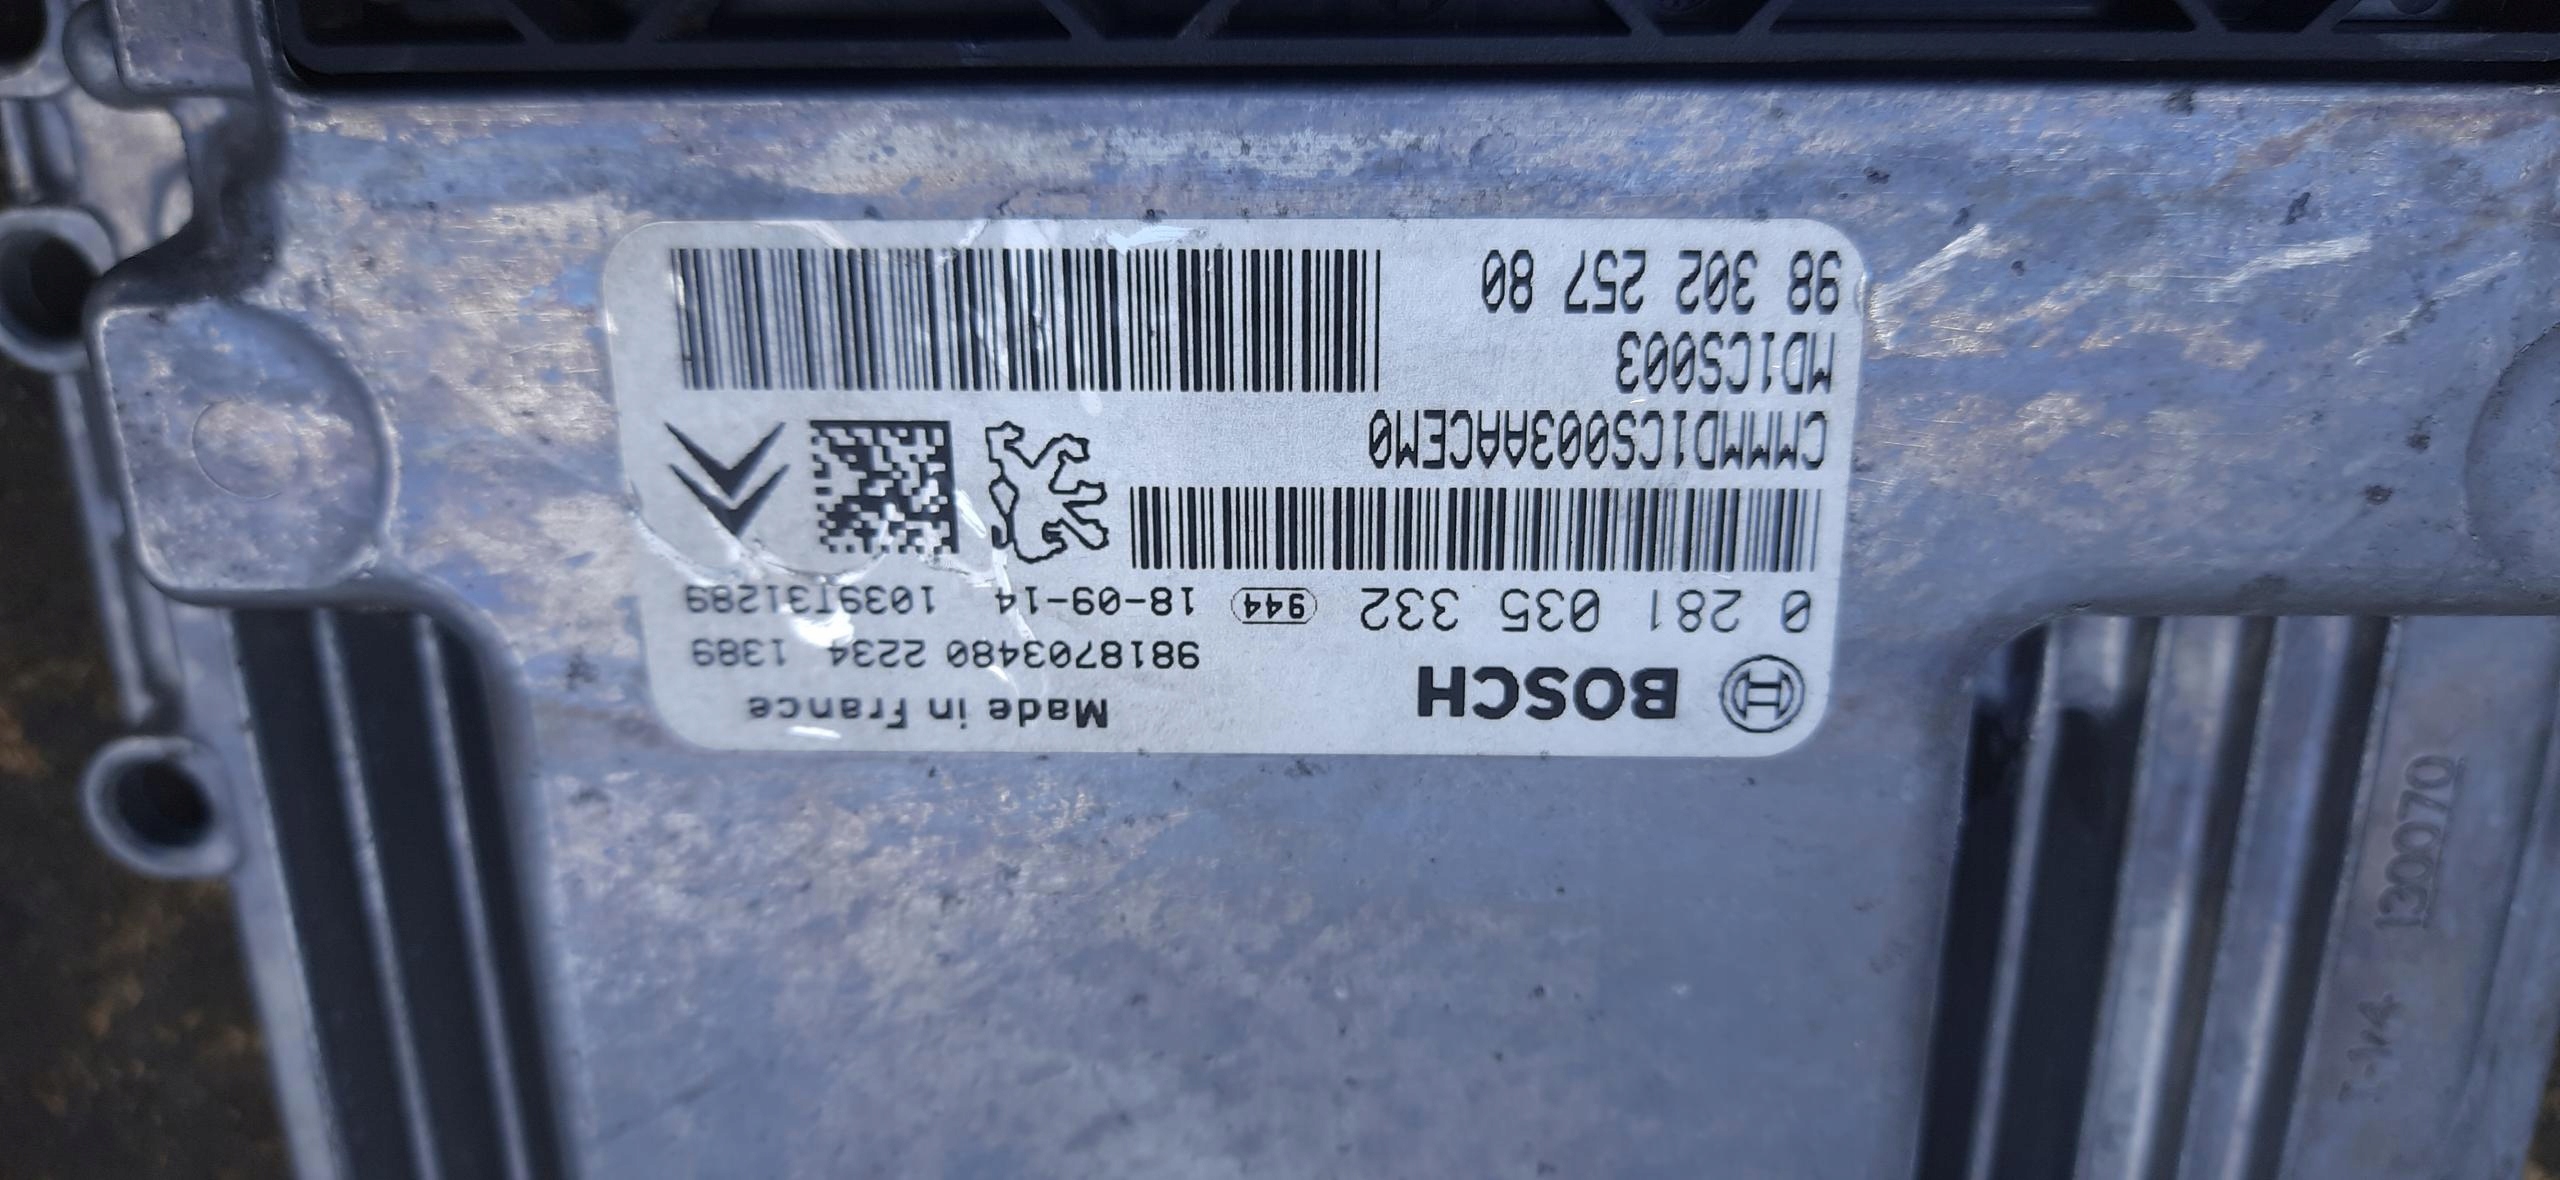 BOSCH
Made in France
9818703480 2234 1389
0 281 035 332
944
18-09-14 1039T31289
CMMMD1CS003AACEM0
MD1CS003
98 302 257 80
130070